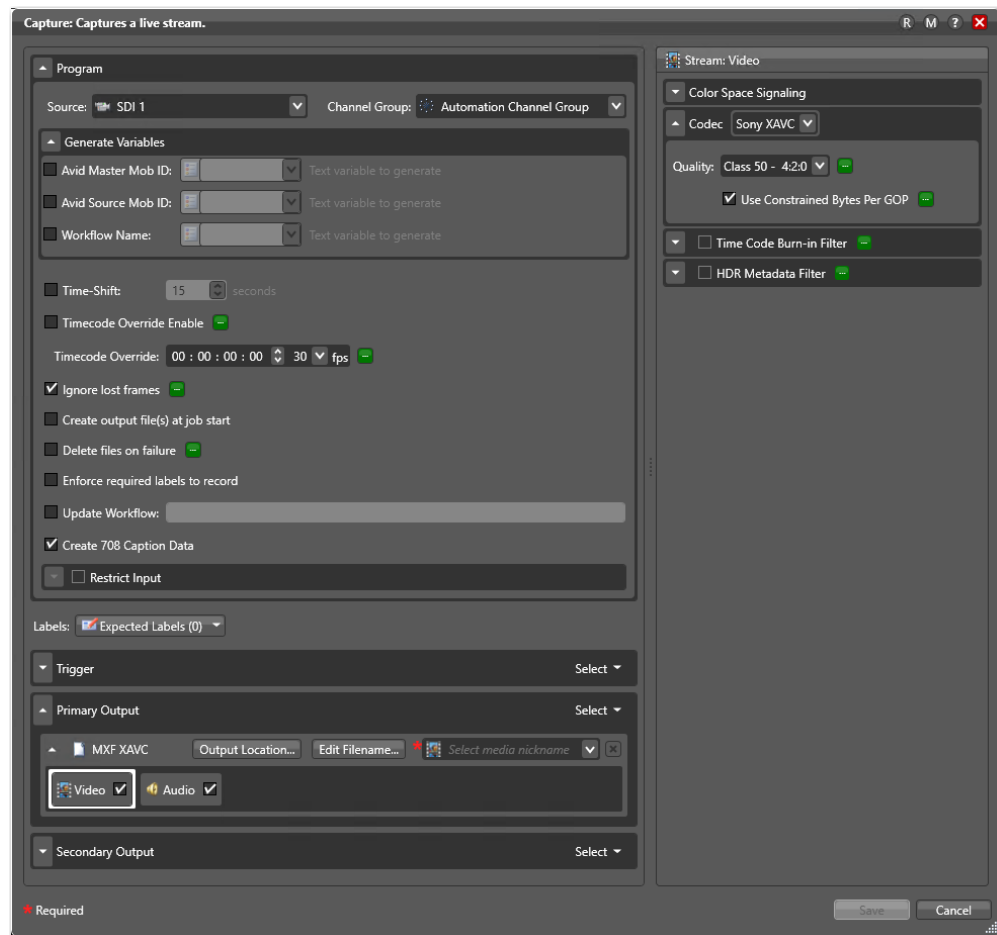 Capture: Captures a live stream.
R M ?
Program
Source: SDI 1 Channel Group: Automation Channel Group
Generate Variables
Avid Master Mob ID: Text variable to generate
Avid Source Mob ID: Text variable to generate
Workflow Name: Text variable to generate
Time-Shift: 15 seconds
Timecode Override Enable
Timecode Override: 00 : 00 : 00 : 00 30 fps
Ignore lost frames
Create output file(s) at job start
Delete files on failure
Enforce required labels to record
Update Workflow:
Create 708 Caption Data
Restrict Input
Labels: Expected Labels (0)
Trigger Select
Primary Output Select
MXF XAVC Output Location... Edit Filename... * Select media nickname
Video Audio
Secondary Output Select
* Required
Stream: Video
Color Space Signaling
Codec Sony XAVC
Quality: Class 50 - 4:2:0
Use Constrained Bytes Per GOP
Time Code Burn-in Filter
HDR Metadata Filter
Save Cancel